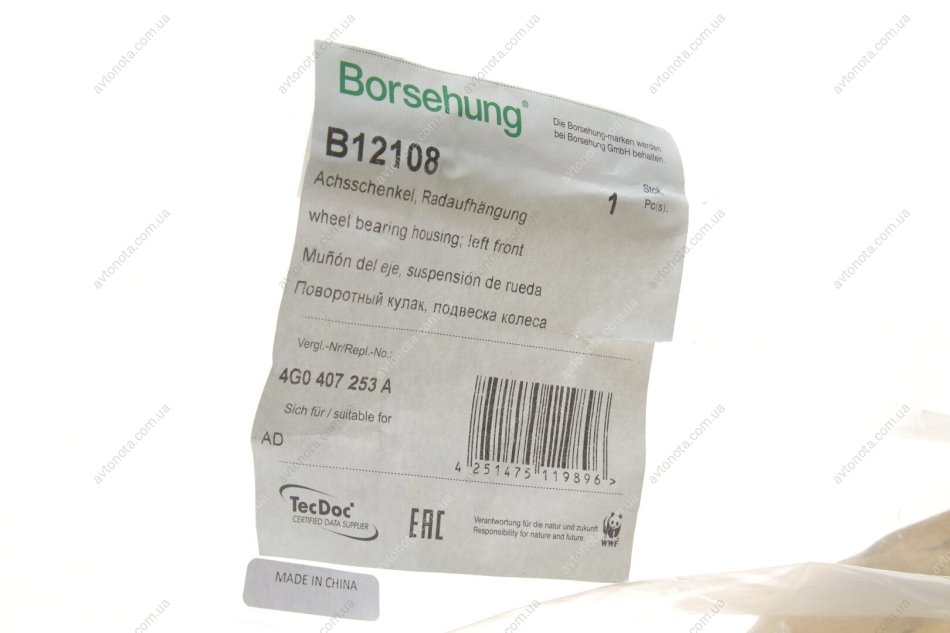 Borsehung®
Die Borsehung-marken werden
bei Borsehung GmbH behalten.
B12108
Achsschenkel, Radaufhängung
1
Stck.
Pc(s).
wheel bearing housing; left front
Muñón del eje, suspensión de rueda
Поворотный кулак, подвеска колеса
Vergl.-Nr/Repl.-No.:
4G0 407 253 A
Sich für / suitable for
AD
4 251475 119896 >
TecDoc
CERTIFIED DATA SUPPLIER
EAC
Verantwortung für die natur und zukunft
Responsibility for nature and future.
WWF
MADE IN CHINA
avtonota.com.ua